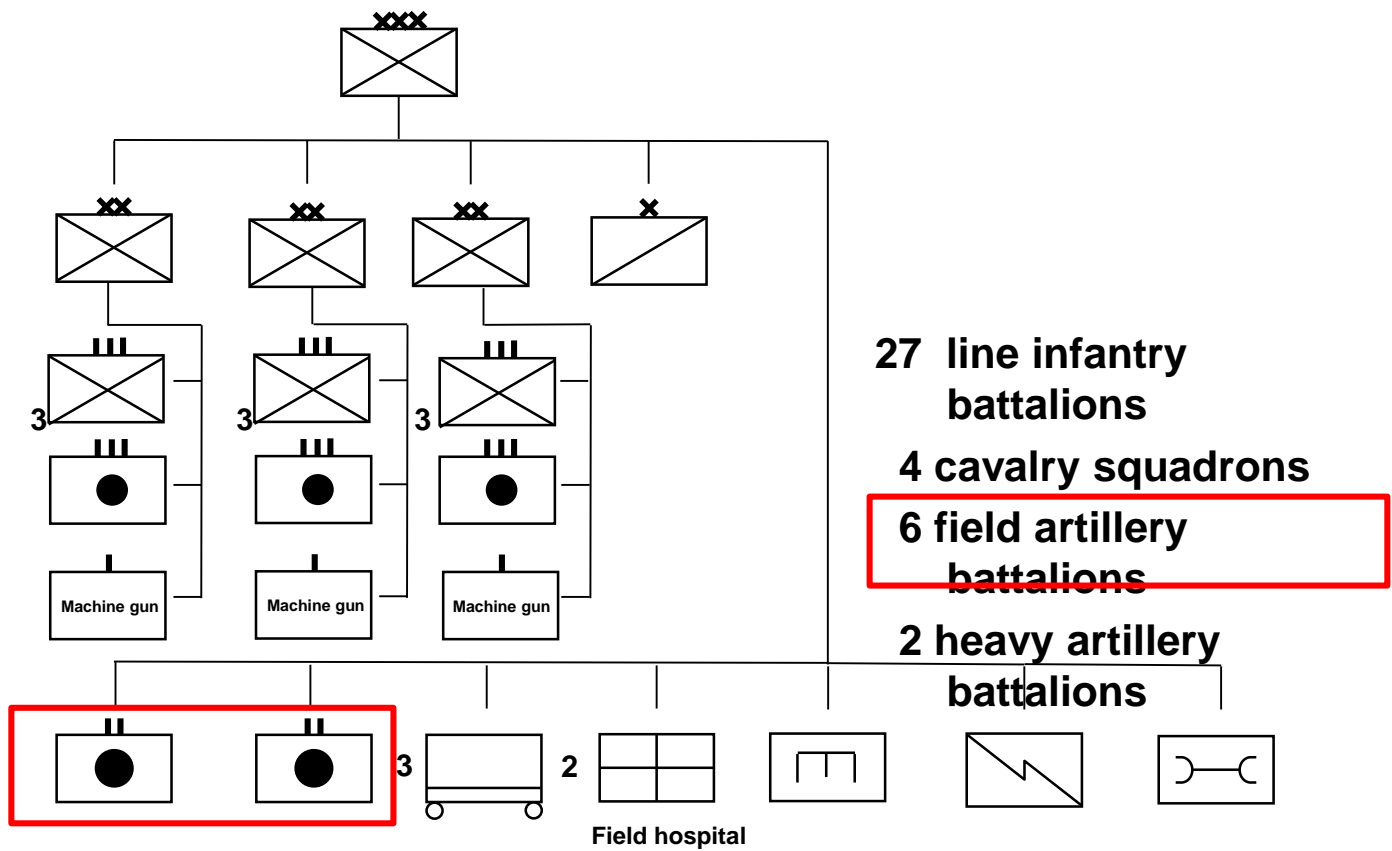 27 line infantry
battalions
3
3
3
4 cavalry squadrons
6 field artillery
battalions
Machine gun
Machine gun
Machine gun
2 heavy artillery
battalions
3
2
Field hospital